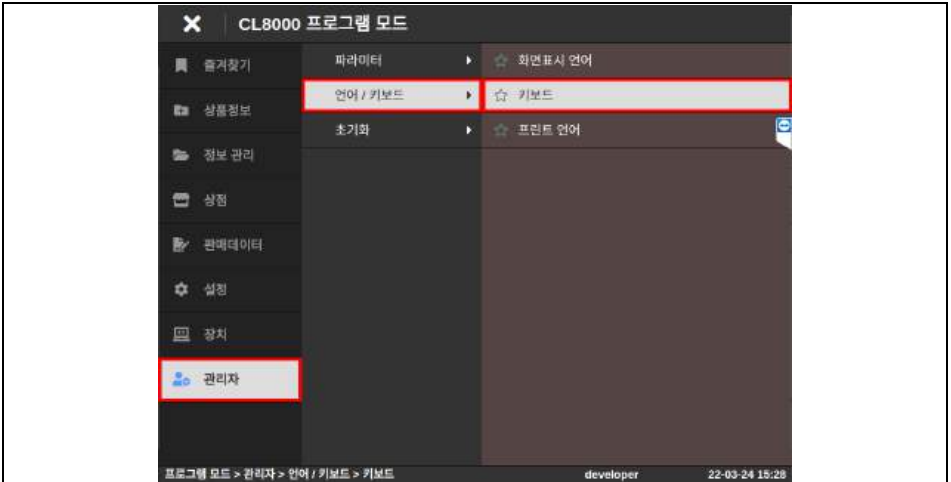 CL8000 프로그램 모드
즐겨찾기
상품정보
정보 관리
상점
판매데이터
설정
장치
관리자
파라미터
언어 / 키보드
초기화
화면표시 언어
키보드
프린트 언어
프로그램 모드 > 관리자 > 언어 / 키보드 > 키보드
developer
22-03-24 15:28